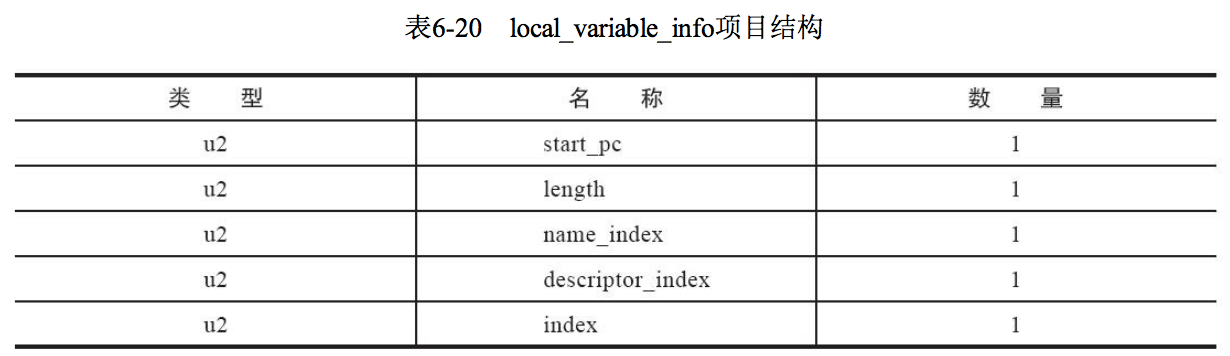 表6-20 local_variable_info项目结构
类 型 名 称 数 量
u2 start_pc 1
u2 length 1
u2 name_index 1
u2 descriptor_index 1
u2 index 1